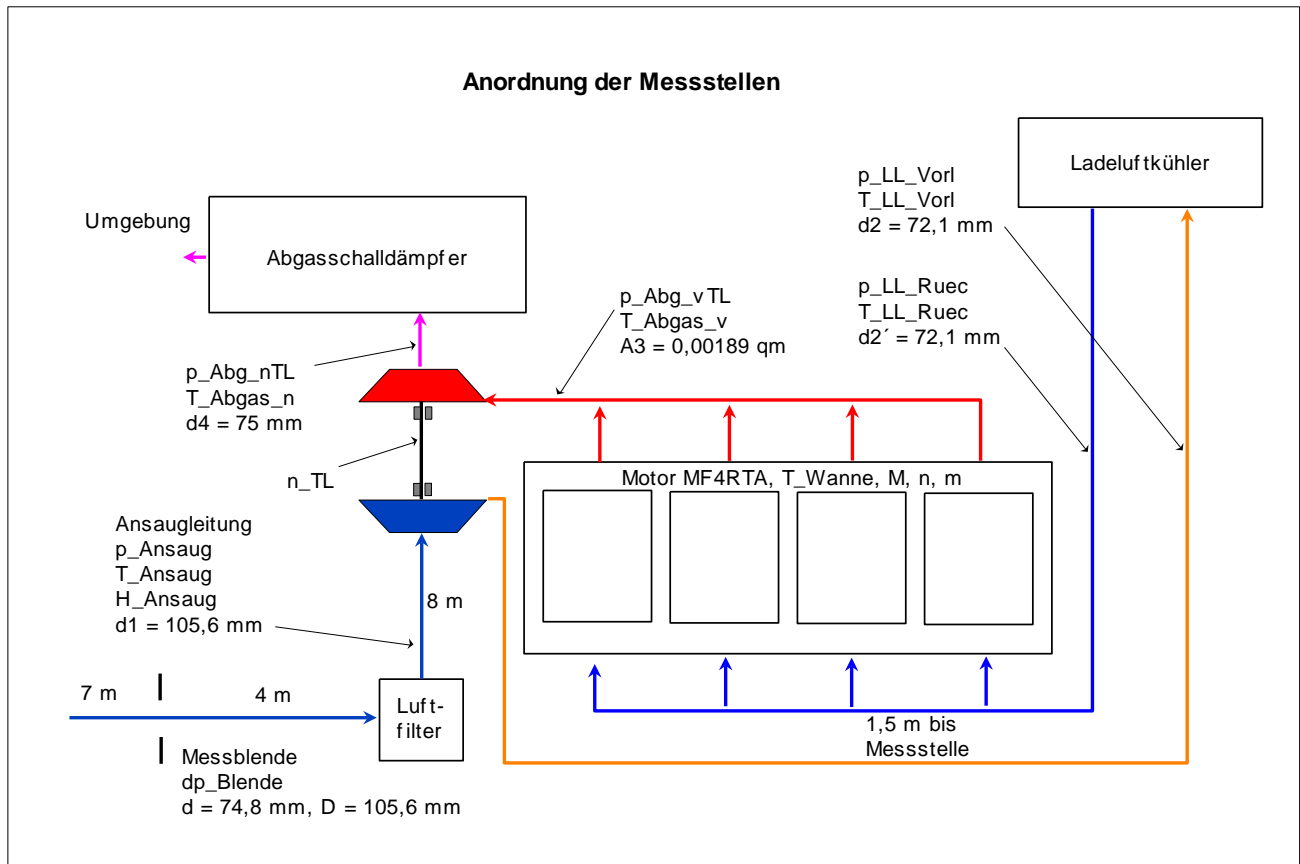 Anordnung der Messstellen
Ladeluftkühler
p_LL_Vorl
T_LL_Vorl
d2 = 72,1 mm
Umgebung
Abgasschalldämpfer
p_LL_Ruec
T_LL_Ruec
d2´ = 72,1 mm
p_Abg_vTL
T_Abgas_v
A3 = 0,00189 qm
p_Abg_nTL
T_Abgas_n
d4 = 75 mm
n_TL
Motor MF4RTA, T_Wanne, M, n, m
Ansaugleitung
p_Ansaug
T_Ansaug
H_Ansaug
d1 = 105,6 mm
8 m
7 m
4 m
Luft-
filter
1,5 m bis
Messstelle
Messblende
dp_Blende
d = 74,8 mm, D = 105,6 mm